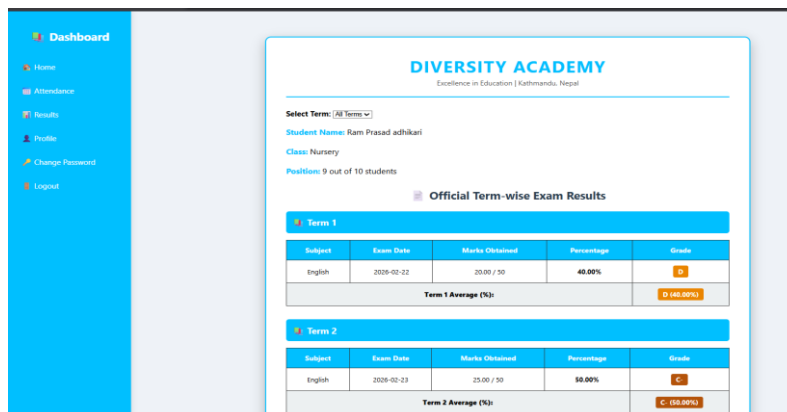 Dashboard
Home
Attendance
Results
Profile
Change Password
Logout
DIVERSITY ACADEMY
Excellence in Education | Kathmandu, Nepal
Select Term: All Terms
Student Name: Ram Prasad adhikari
Class: Nursery
Position: 9 out of 10 students
Official Term-wise Exam Results
Term 1
Subject Exam Date Marks Obtained Percentage Grade
English 2026-02-22 20.00 / 50 40.00% D
Term 1 Average (%): D (40.00%)
Term 2
Subject Exam Date Marks Obtained Percentage Grade
English 2026-02-23 25.00 / 50 50.00% C-
Term 2 Average (%): C- (50.00%)